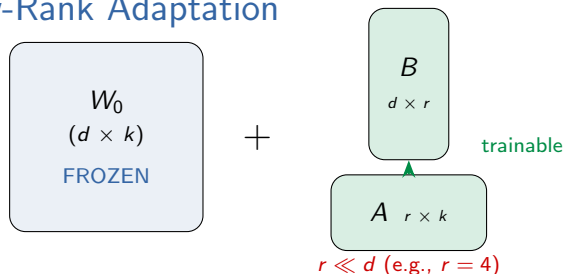 -Rank Adaptation
W₀
(d × k)
FROZEN
+
B
d × r
trainable
A r × k
r ≪ d (e.g., r = 4)